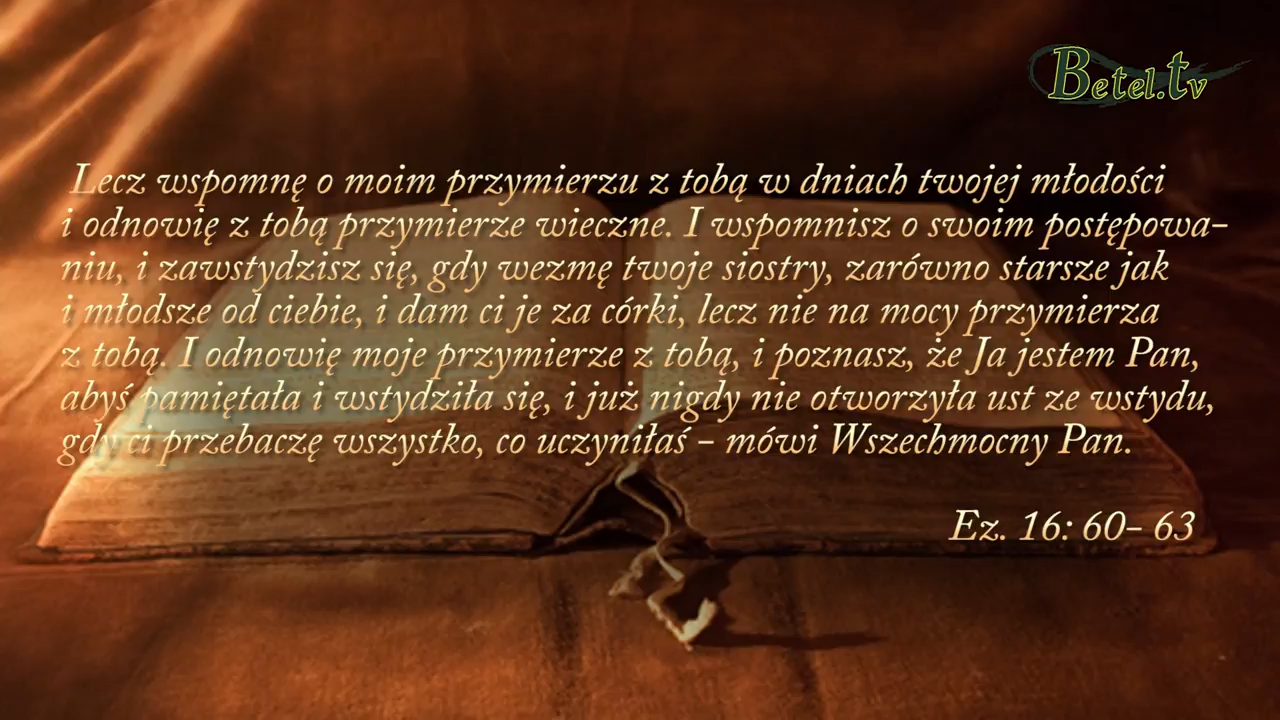 Betel.tv
Lecz wspomnę o moim przymierzu z tobą w dniach twojej młodości
i odnowię z tobą przymierze wieczne. I wspomnisz o swoim postępowa-
niu, i zawstydzisz się, gdy wezmę twoje siostry, zarówno starsze jak
i młodsze od ciebie, i dam ci je za córki, lecz nie na mocy przymierza
z tobą. I odnowię moje przymierze z tobą, i poznasz, że Ja jestem Pan,
abyś pamiętała i wstydziła się, i już nigdy nie otworzyła ust ze wstydu,
gdy ci przebaczę wszystko, co uczyniłaś - mówi Wszechmocny Pan.
Ez. 16: 60- 63